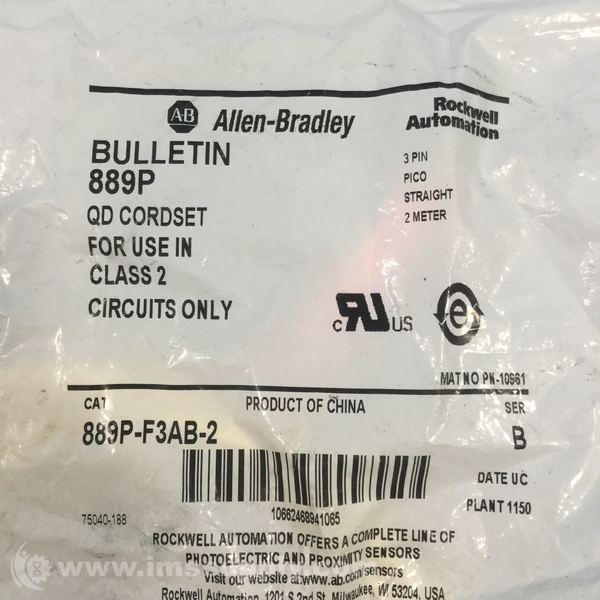 AB Allen-Bradley
Rockwell
Automation
BULLETIN
889P
QD CORDSET
FOR USE IN
CLASS 2
CIRCUITS ONLY
3 PIN
PICO
STRAIGHT
2 METER
c RU US
e
MAT NO PN-10961
CAT
PRODUCT OF CHINA
SER
889P-F3AB-2
B
DATE UC
PLANT 1150
75040-188
10662468941065
ROCKWELL AUTOMATION OFFERS A COMPLETE LINE OF
PHOTOELECTRIC AND PROXIMITY SENSORS
Visit our website at www.ab.com/sensors
Rockwell Automation, 1201 S 2nd St, Milwaukee, WI 53204, USA